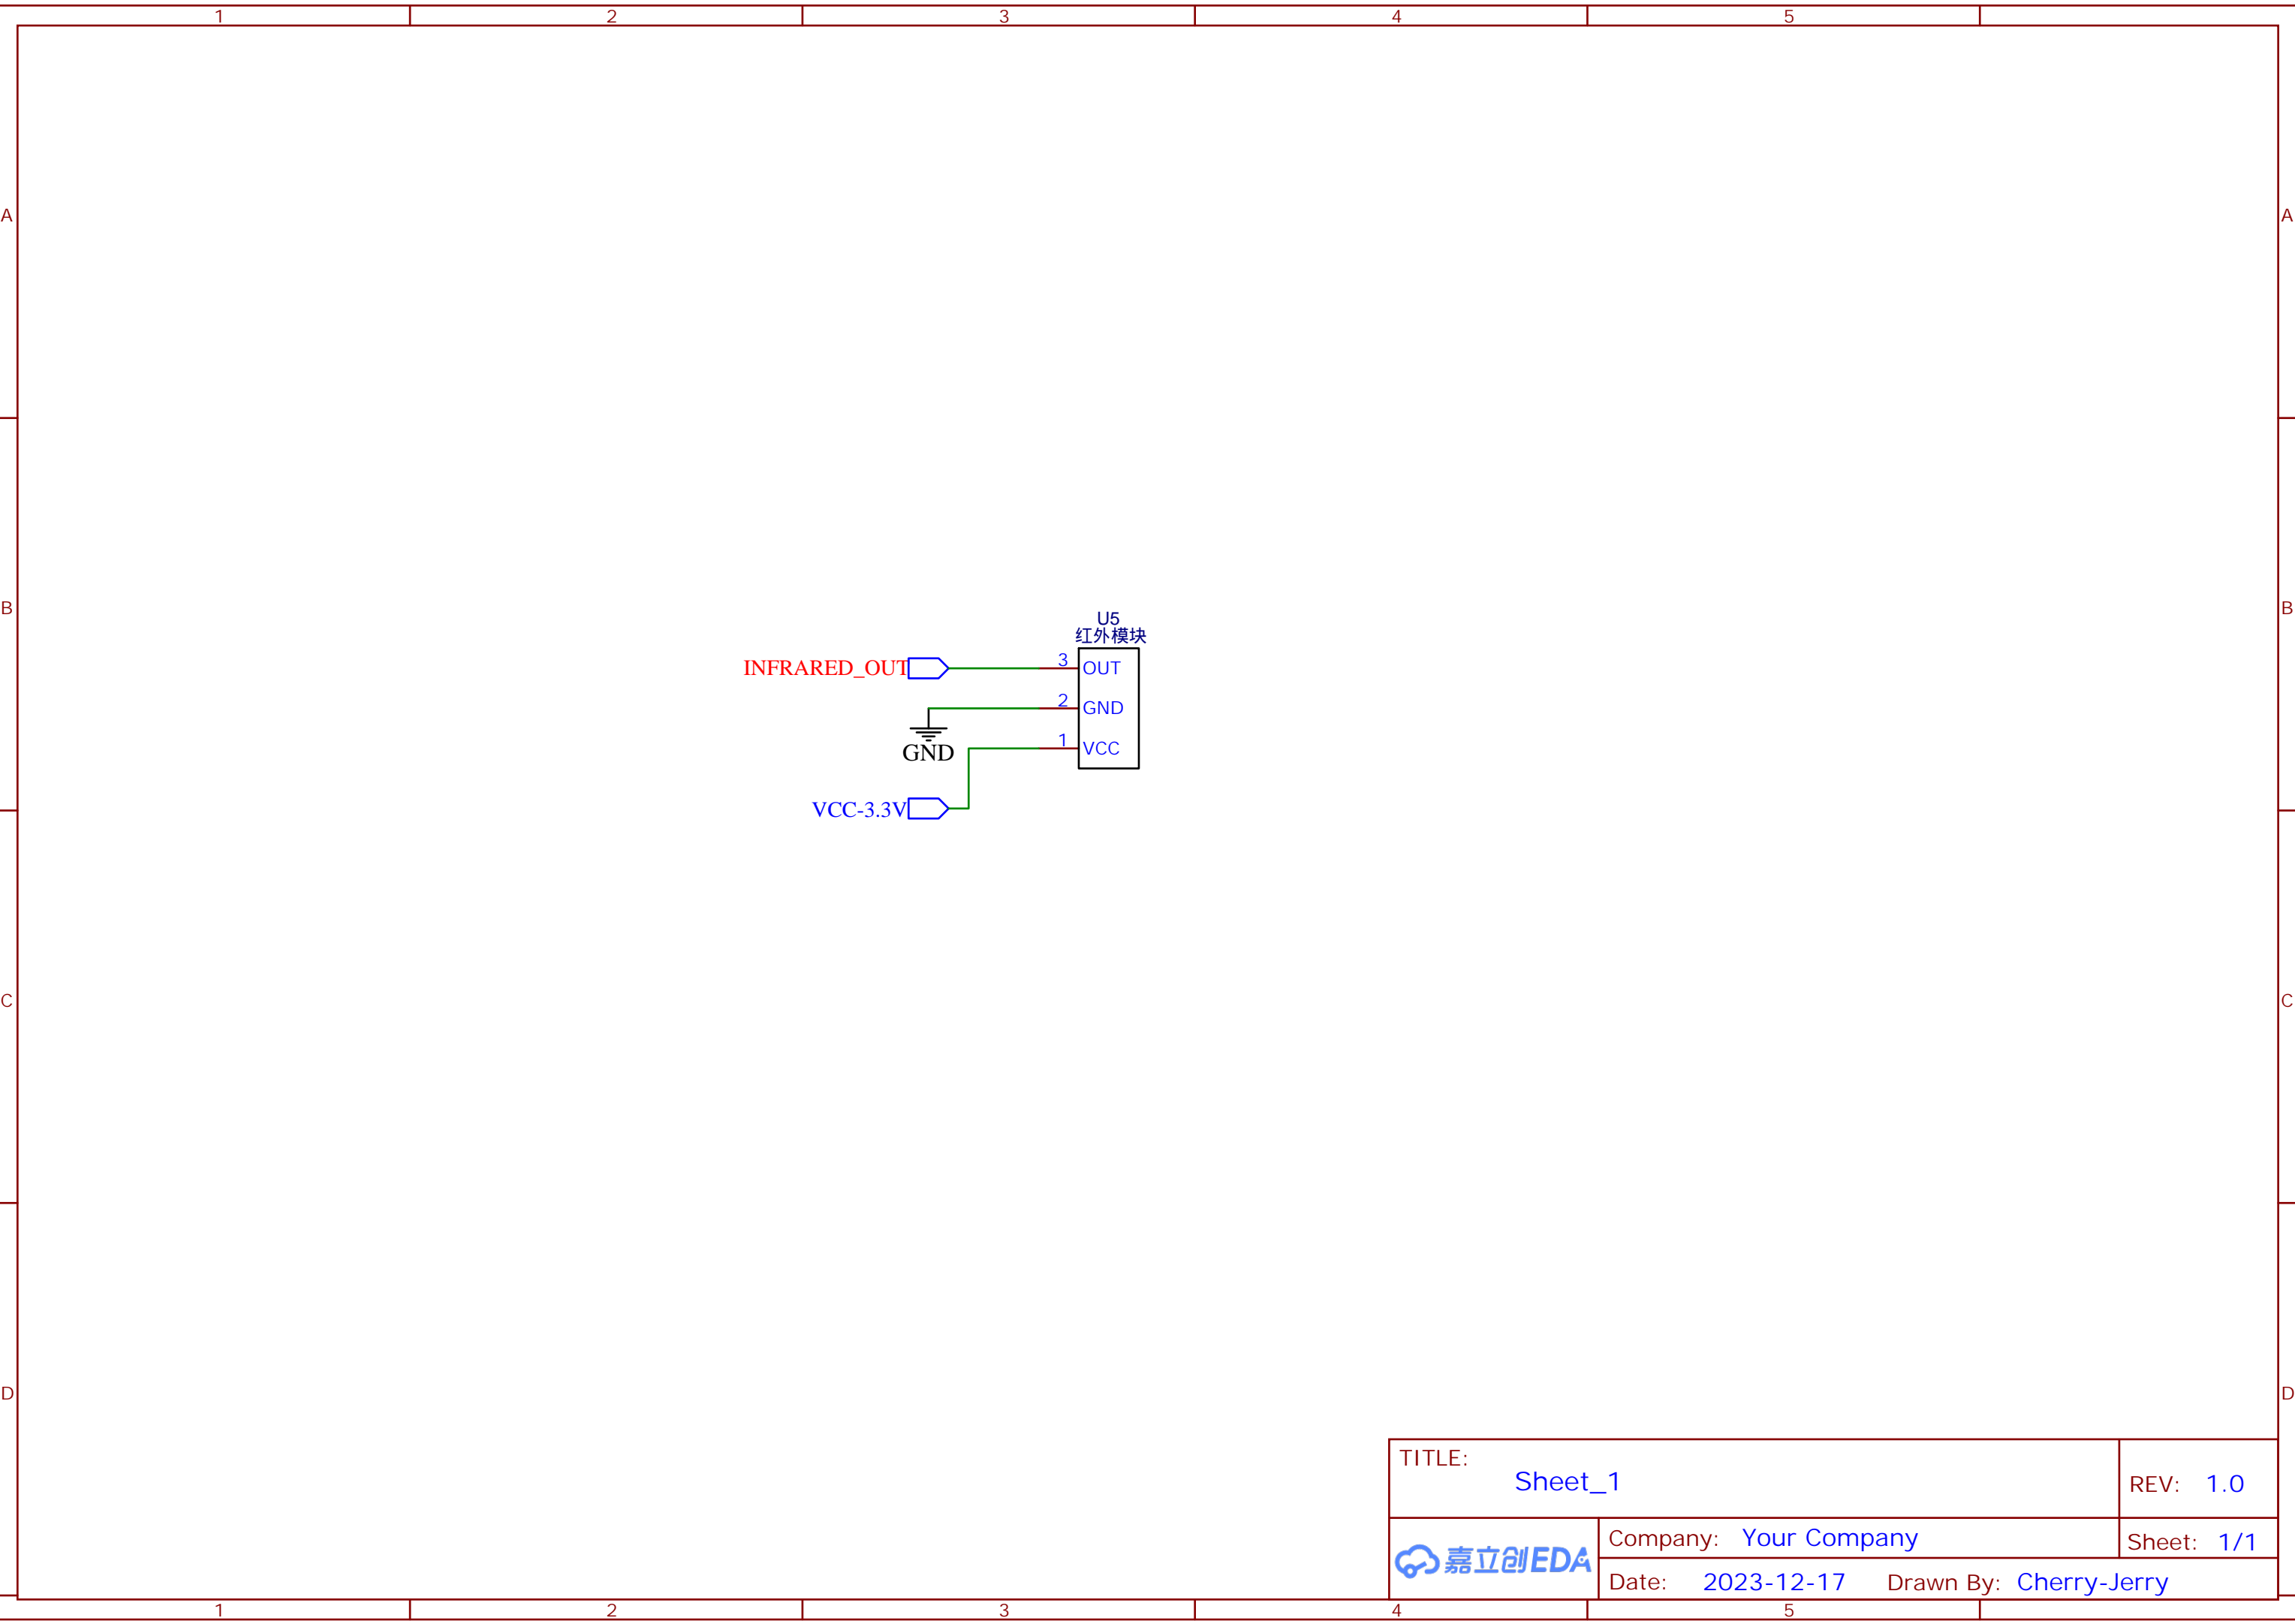 1 2 3 4 5
A A
B B
U5
红外模块
INFRARED_OUT 3 OUT
2 GND
GND
1 VCC
VCC-3.3V
C C
D D
TITLE:
Sheet_1
REV: 1.0
嘉立创EDA
Company: Your Company
Sheet: 1/1
Date: 2023-12-17 Drawn By: Cherry-Jerry
1 2 3 4 5